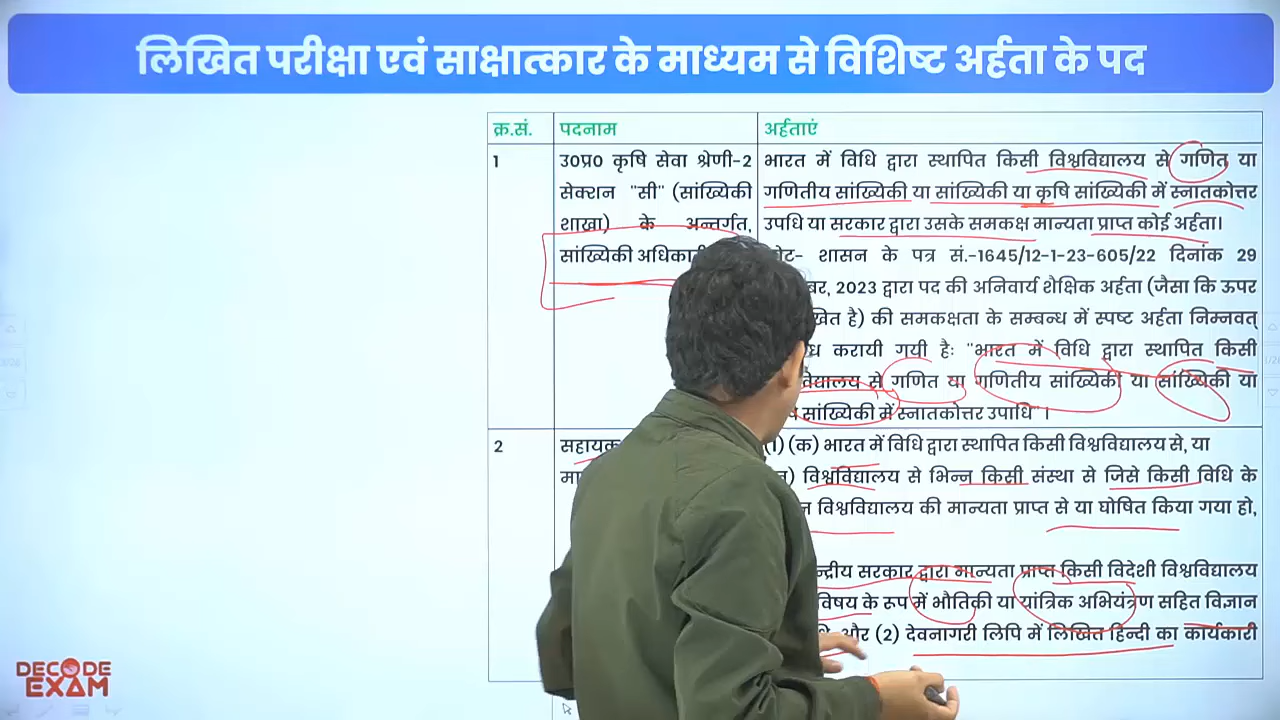 लिखित परीक्षा एवं साक्षात्कार के माध्यम से विशिष्ट अर्हता के पद
क्र.सं. पदनाम अर्हताएं
1 उ0प्र0 कृषि सेवा श्रेणी-2 भारत में विधि द्वारा स्थापित किसी विश्वविद्यालय से गणित या
सेक्शन "सी" (सांख्यिकी गणितीय सांख्यिकी या सांख्यिकी या कृषि सांख्यिकी में स्नातकोत्तर
शाखा) के अन्तर्गत, उपधि या सरकार द्वारा उसके समकक्ष मान्यता प्राप्त कोई अर्हता।
सांख्यिकी शासन के पत्र सं.-1645/12-1-23-605/22 दिनांक 29
2023 द्वारा पद की अनिवार्य शैक्षिक अर्हता (जैसा कि ऊपर
है) की समकक्षता के सम्बन्ध में स्पष्ट अर्हता निम्नवत्
करायी गयी हैः "भारत में विधि द्वारा स्थापित किसी
से गणित या गणितीय सांख्यिकी या सांख्यिकी या
सांख्यिकी में स्नातकोत्तर उपाधि" ।
2 सहायक (1) (क) भारत में विधि द्वारा स्थापित किसी विश्वविद्यालय से, या
विश्वविद्यालय से भिन्न किसी संस्था से जिसे किसी विधि के
विश्वविद्यालय की मान्यता प्राप्त से या घोषित किया गया हो,
सरकार द्वारा मान्यता प्राप्त किसी विदेशी विश्वविद्यालय
विषय के रूप में भौतिकी या यांत्रिक अभियंत्रण सहित विज्ञान
और (2) देवनागरी लिपि में लिखित हिन्दी का कार्यकारी
DECODE
EXAM